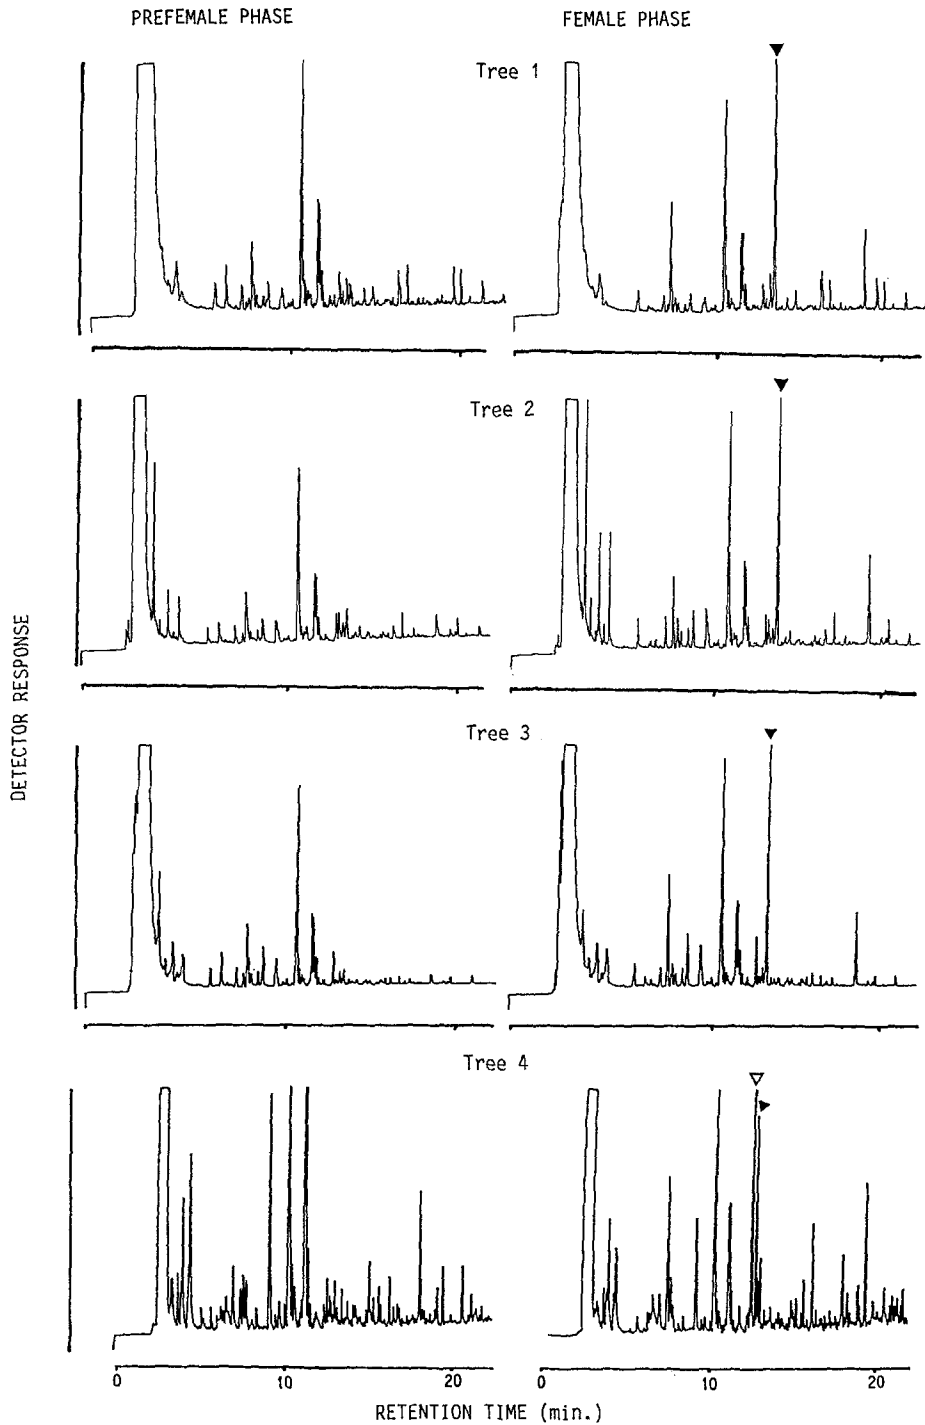 PREFEMALE PHASE
FEMALE PHASE
Tree 1
Tree 2
Tree 3
Tree 4
DETECTOR RESPONSE
0 10 20
0 10 20
RETENTION TIME (min.)